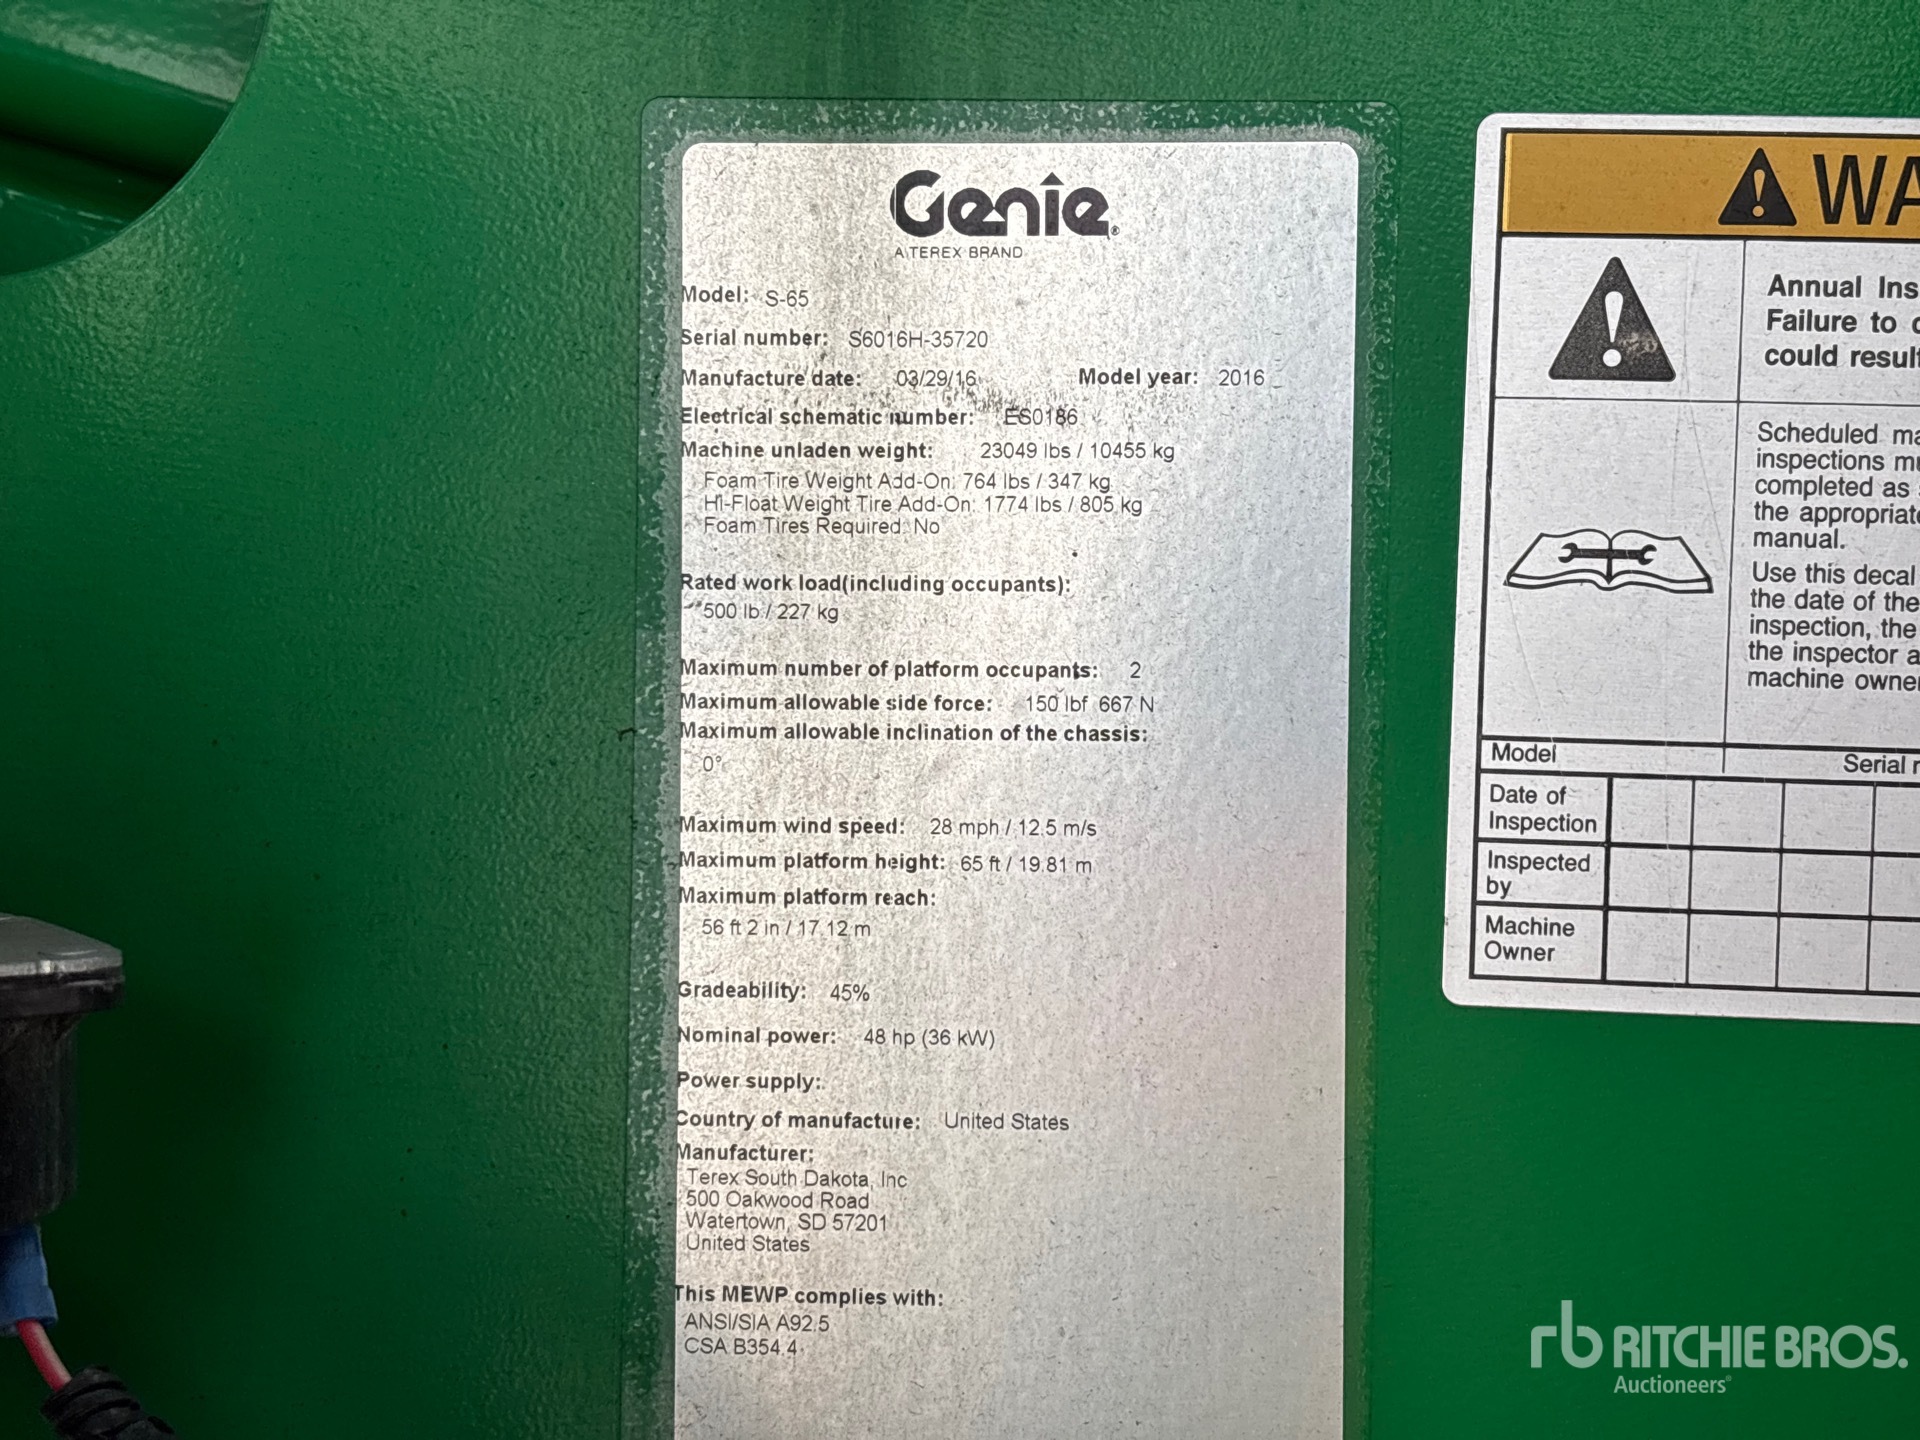 Genie®
A TEREX BRAND
Model: S-65
Serial number: S6016H-35720
Manufacture date: 03/29/16 Model year: 2016
Electrical schematic number: ES0186
Machine unladen weight: 23049 lbs / 10455 kg
Foam Tire Weight Add-On: 764 lbs / 347 kg
Hi-Float Weight Tire Add-On: 1774 lbs / 805 kg
Foam Tires Required: No
Rated work load(including occupants):
500 lb / 227 kg
Maximum number of platform occupants: 2
Maximum allowable side force: 150 lbf 667 N
Maximum allowable inclination of the chassis:
0°
Maximum wind speed: 28 mph / 12.5 m/s
Maximum platform height: 65 ft / 19.81 m
Maximum platform reach:
56 ft 2 in / 17.12 m
Gradeability: 45%
Nominal power: 48 hp (36 kW)
Power supply:
Country of manufacture: United States
Manufacturer:
Terex South Dakota, Inc
500 Oakwood Road
Watertown, SD 57201
United States
This MEWP complies with:
ANSI/SIA A92.5
CSA B354.4
WA
Annual Ins
Failure to
could result
Scheduled ma
inspections mu
completed as
the appropriate
manual.
Use this decal
the date of the
inspection, the
the inspector a
machine owner
Model Serial n
Date of
Inspection
Inspected
by
Machine
Owner
rb RITCHIE BROS.
Auctioneers®